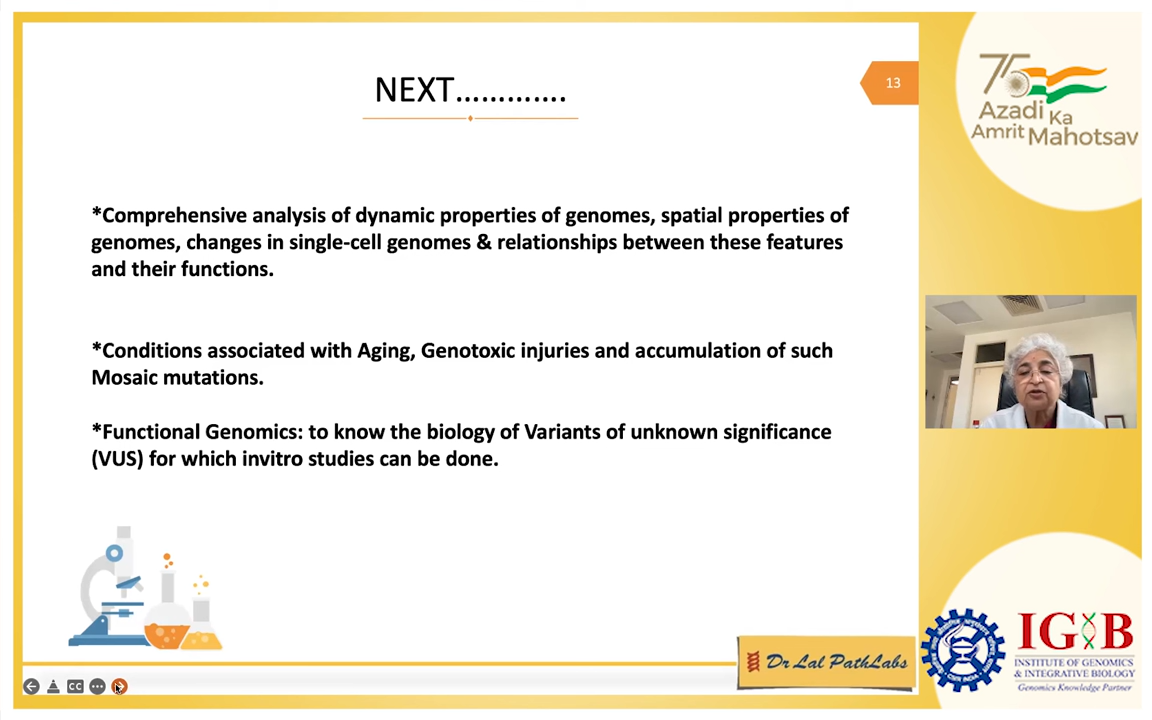 NEXT………….
13
*Comprehensive analysis of dynamic properties of genomes, spatial properties of
genomes, changes in single-cell genomes & relationships between these features
and their functions.
*Conditions associated with Aging, Genotoxic injuries and accumulation of such
Mosaic mutations.
*Functional Genomics: to know the biology of Variants of unknown significance
(VUS) for which invitro studies can be done.
CC
Dr Lal PathLabs
75
Azadi Ka
Amrit Mahotsav
IGIB
INSTITUTE OF GENOMICS
& INTEGRATIVE BIOLOGY
Genomics Knowledge Partner